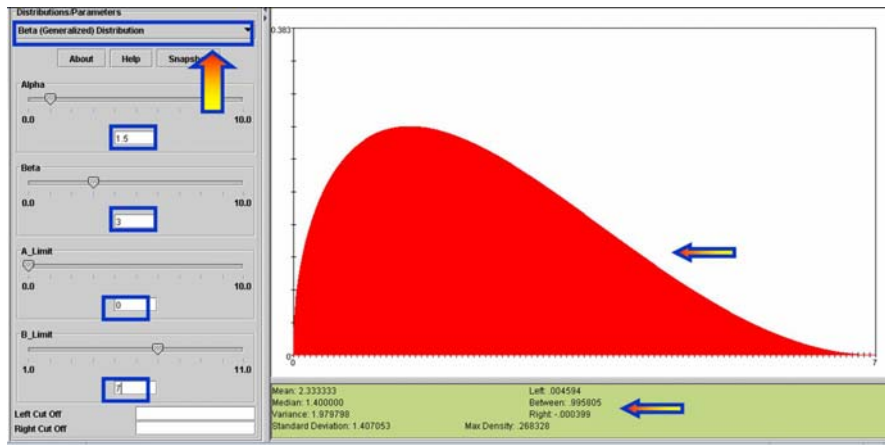 Distributions/Parameters
Beta (Generalized) Distribution
About Help Snapshot
Alpha
0.0 10.0
1.5
Beta
0.0 10.0
3
A_Limit
0.0 10.0
0
B_Limit
1.0 11.0
7
Left Cut Off
Right Cut Off
0.383
0
0 7
Mean: 2.333333 Left: .004594
Median: 1.400000 Between: .995805
Variance: 1.979798 Right: -.000399
Standard Deviation: 1.407053 Max Density: .268328